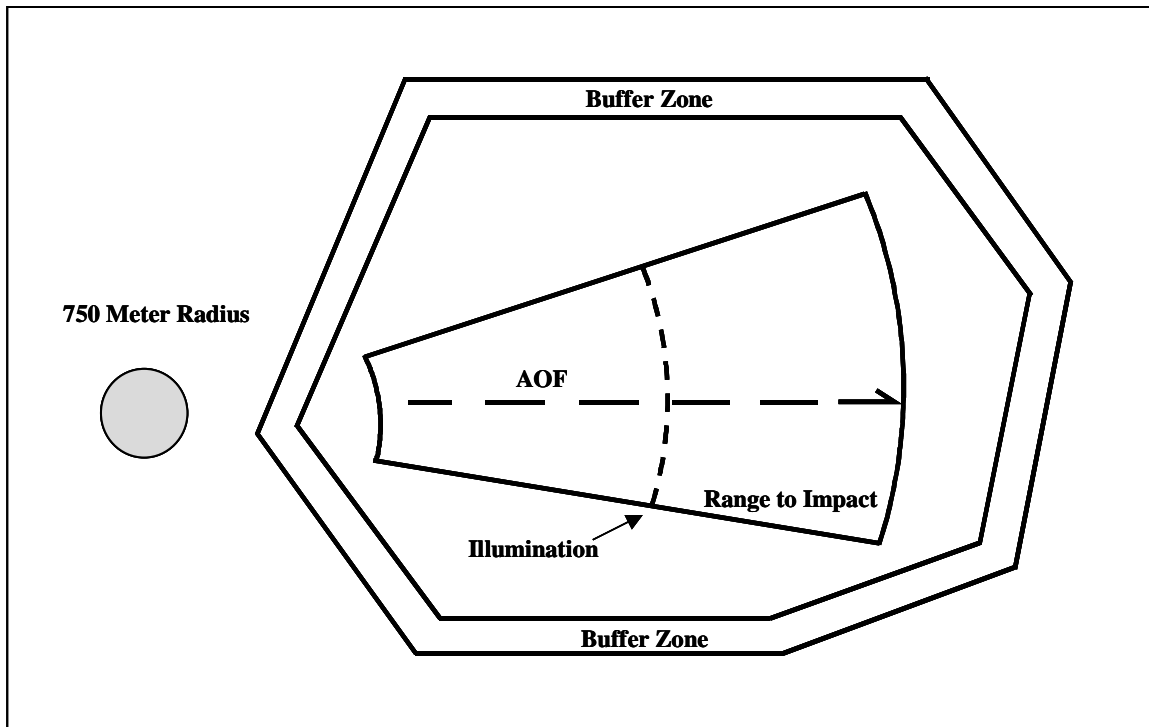 Buffer Zone
750 Meter Radius
AOF
Range to Impact
Illumination
Buffer Zone